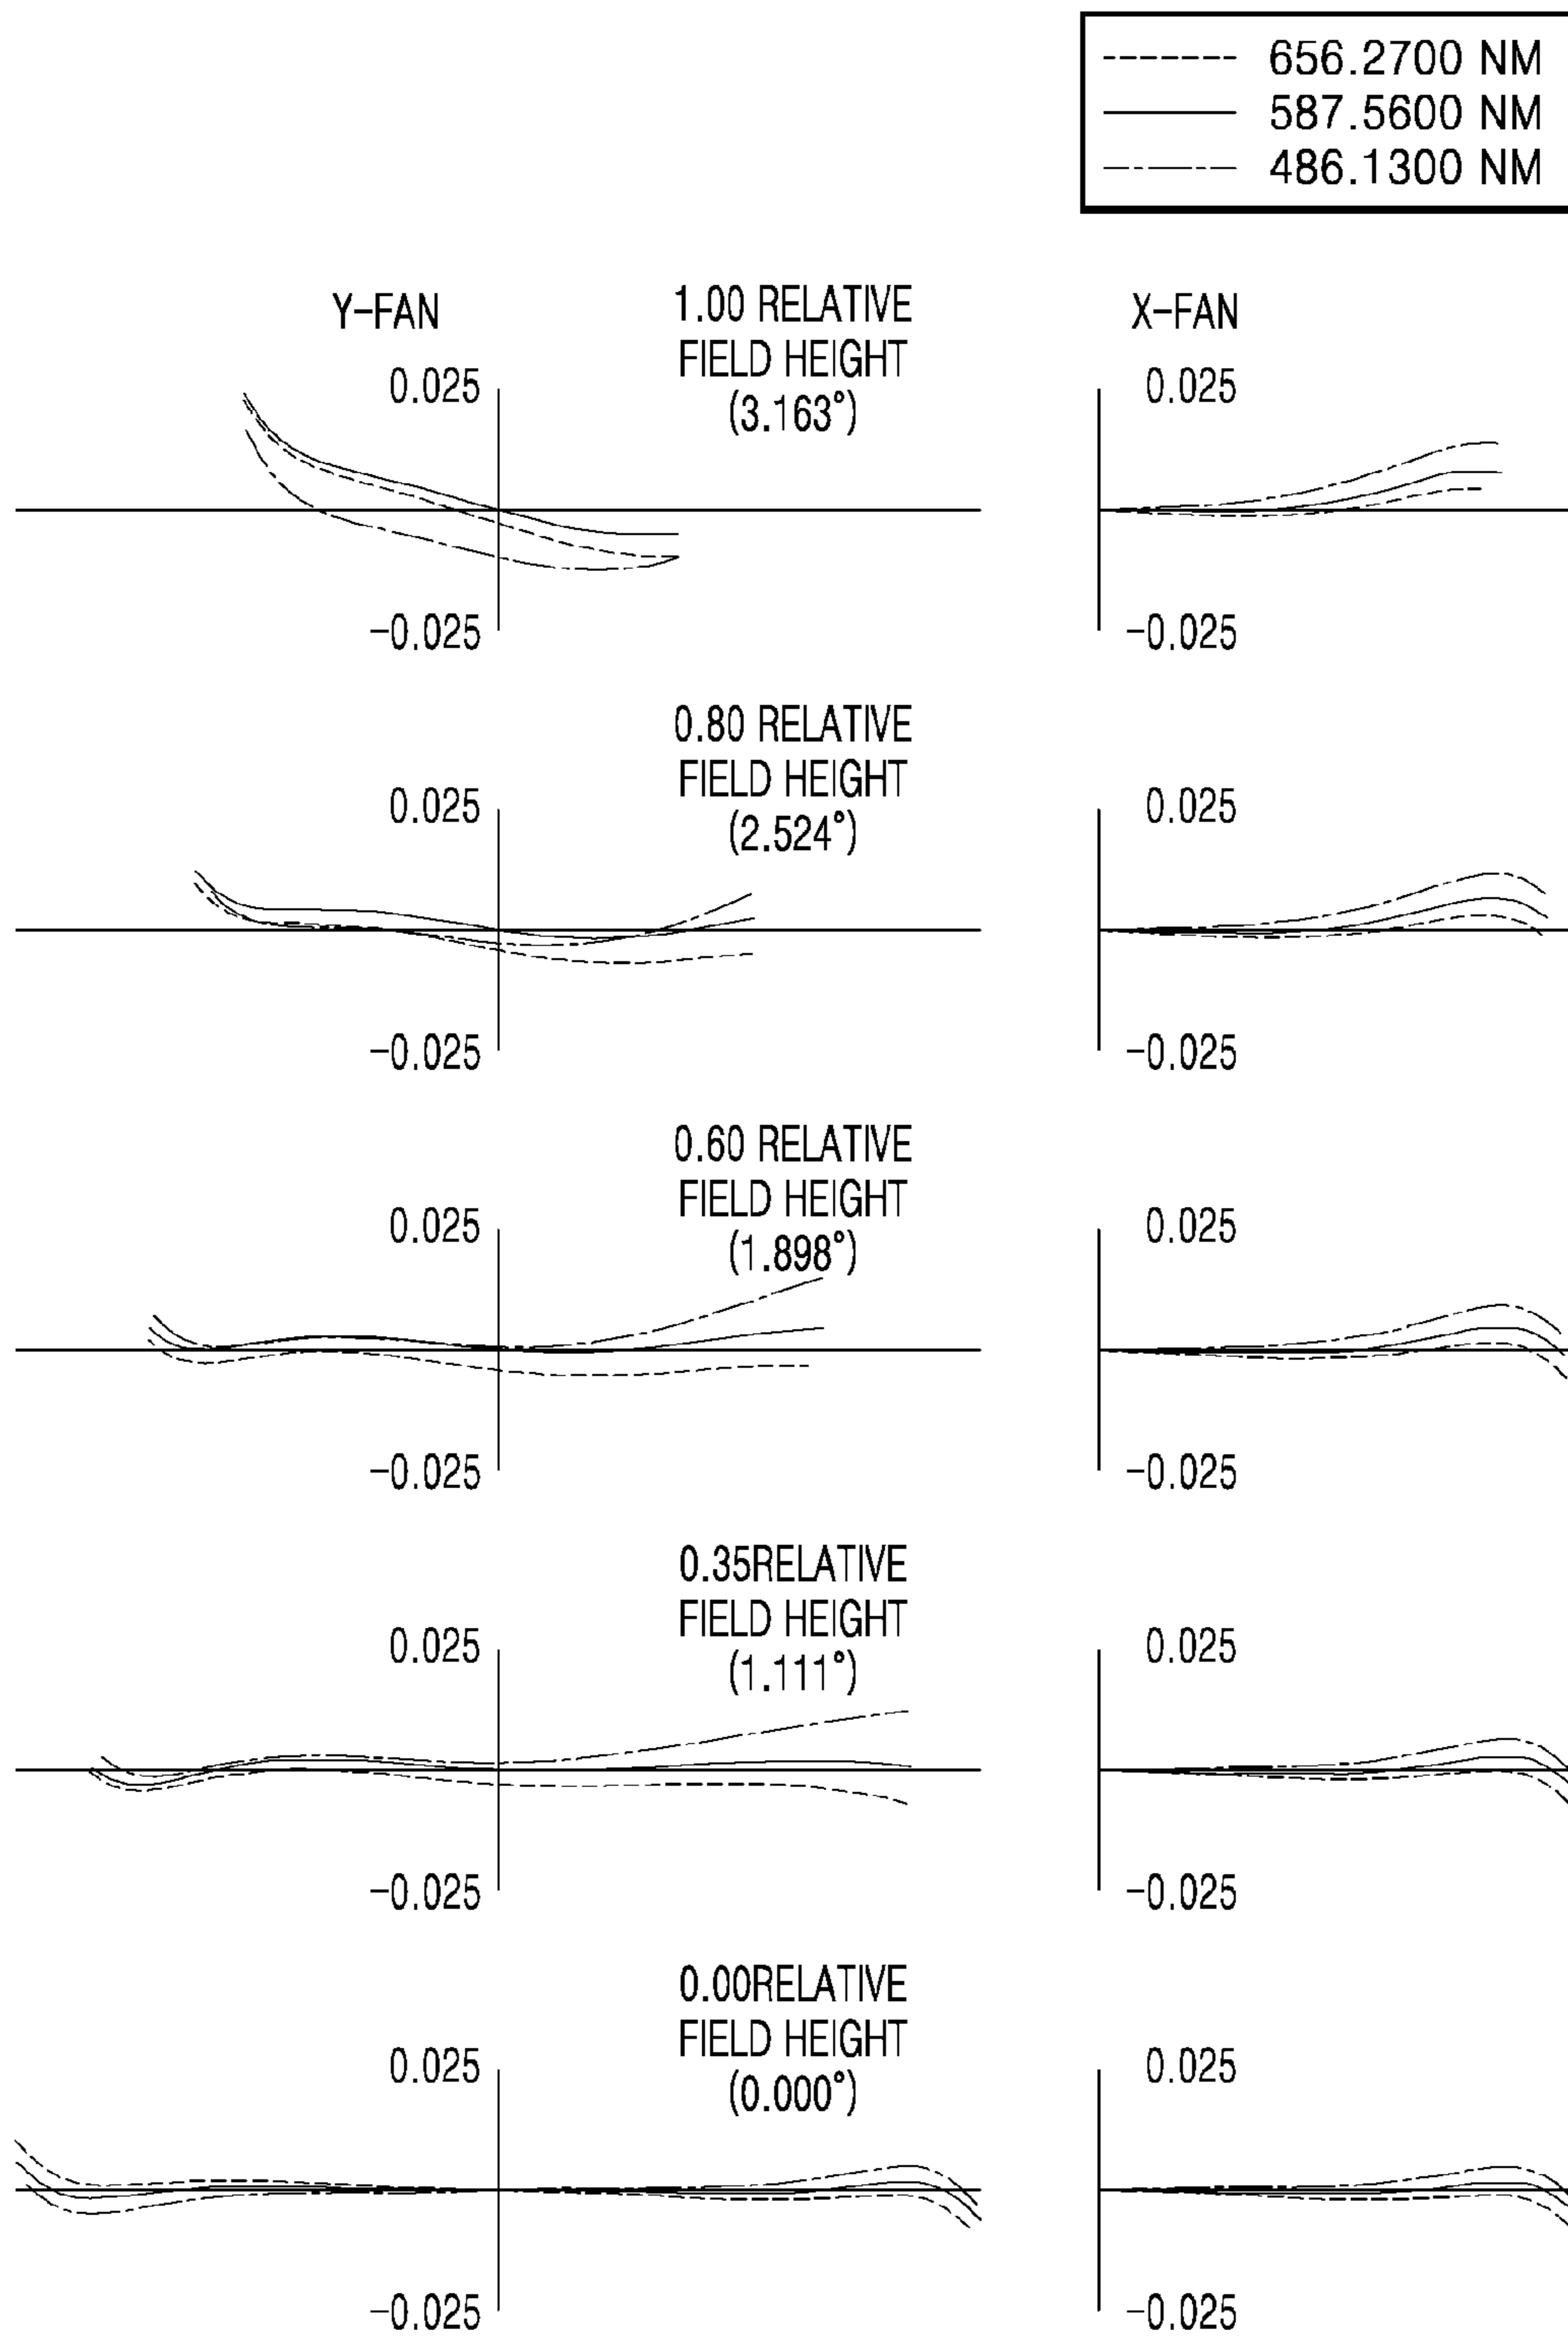 656.2700 NM
587.5600 NM
486.1300 NM
Y-FAN
1.00 RELATIVE
FIELD HEIGHT
(3.163°)
X-FAN
0.025
0.025
-0.025
-0.025
0.80 RELATIVE
FIELD HEIGHT
(2.524°)
0.025
0.025
-0.025
-0.025
0.60 RELATIVE
FIELD HEIGHT
(1.898°)
0.025
0.025
-0.025
-0.025
0.35RELATIVE
FIELD HEIGHT
(1.111°)
0.025
0.025
-0.025
-0.025
0.00RELATIVE
FIELD HEIGHT
(0.000°)
0.025
0.025
-0.025
-0.025